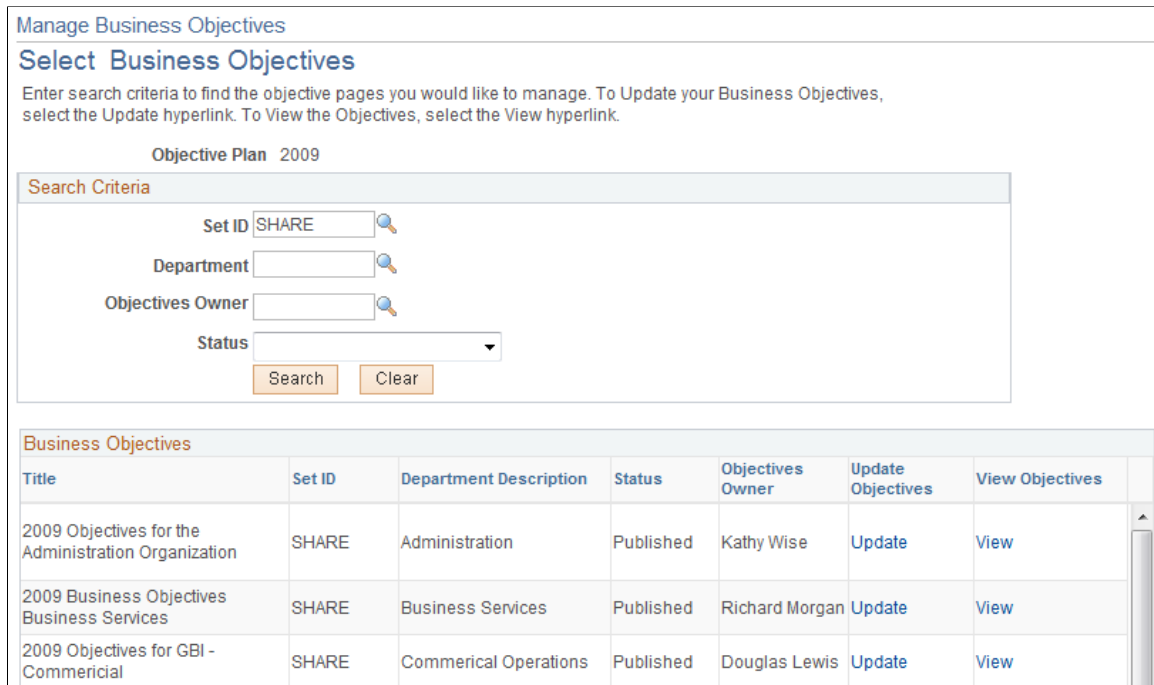 Manage Business Objectives
Select Business Objectives
Enter search criteria to find the objective pages you would like to manage. To Update your Business Objectives,
select the Update hyperlink. To View the Objectives, select the View hyperlink.
Objective Plan 2009
Search Criteria
Set ID SHARE
Department
Objectives Owner
Status
Search Clear
Business Objectives
Title Set ID Department Description Status Objectives Owner Update Objectives View Objectives
2009 Objectives for the
Administration Organization SHARE Administration Published Kathy Wise Update View
2009 Business Objectives
Business Services SHARE Business Services Published Richard Morgan Update View
2009 Objectives for GBI -
Commericial SHARE Commerical Operations Published Douglas Lewis Update View